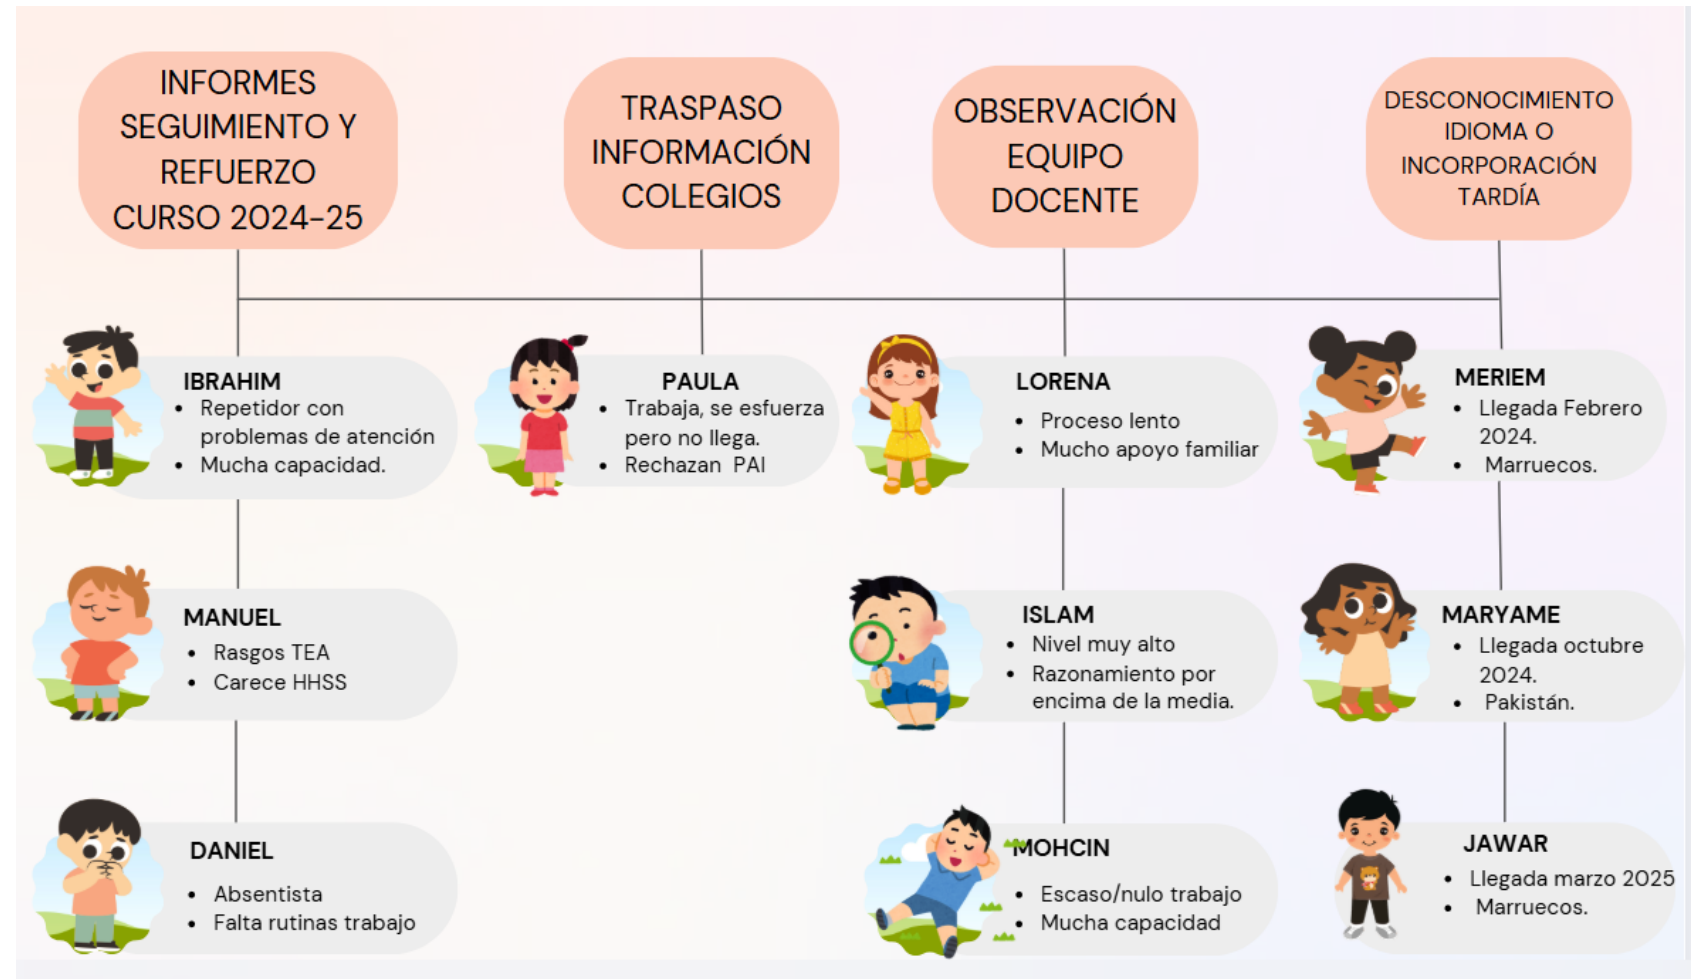 INFORMES
SEGUIMIENTO Y
REFUERZO
CURSO 2024-25
TRASPASO
INFORMACIÓN
COLEGIOS
OBSERVACIÓN
EQUIPO
DOCENTE
DESCONOCIMIENTO
IDIOMA O
INCORPORACIÓN
TARDÍA
IBRAHIM
• Repetidor con
problemas de atención
• Mucha capacidad.
MANUEL
• Rasgos TEA
• Carece HHSS
DANIEL
• Absentista
• Falta rutinas trabajo
PAULA
• Trabaja, se esfuerza
pero no llega.
• Rechazan PAI
LORENA
• Proceso lento
• Mucho apoyo familiar
ISLAM
• Nivel muy alto
• Razonamiento por
encima de la media.
MOHCIN
• Escaso/nulo trabajo
• Mucha capacidad
MERIEM
• Llegada Febrero
2024.
• Marruecos.
MARYAME
• Llegada octubre
2024.
• Pakistán.
JAWAR
• Llegada marzo 2025
• Marruecos.